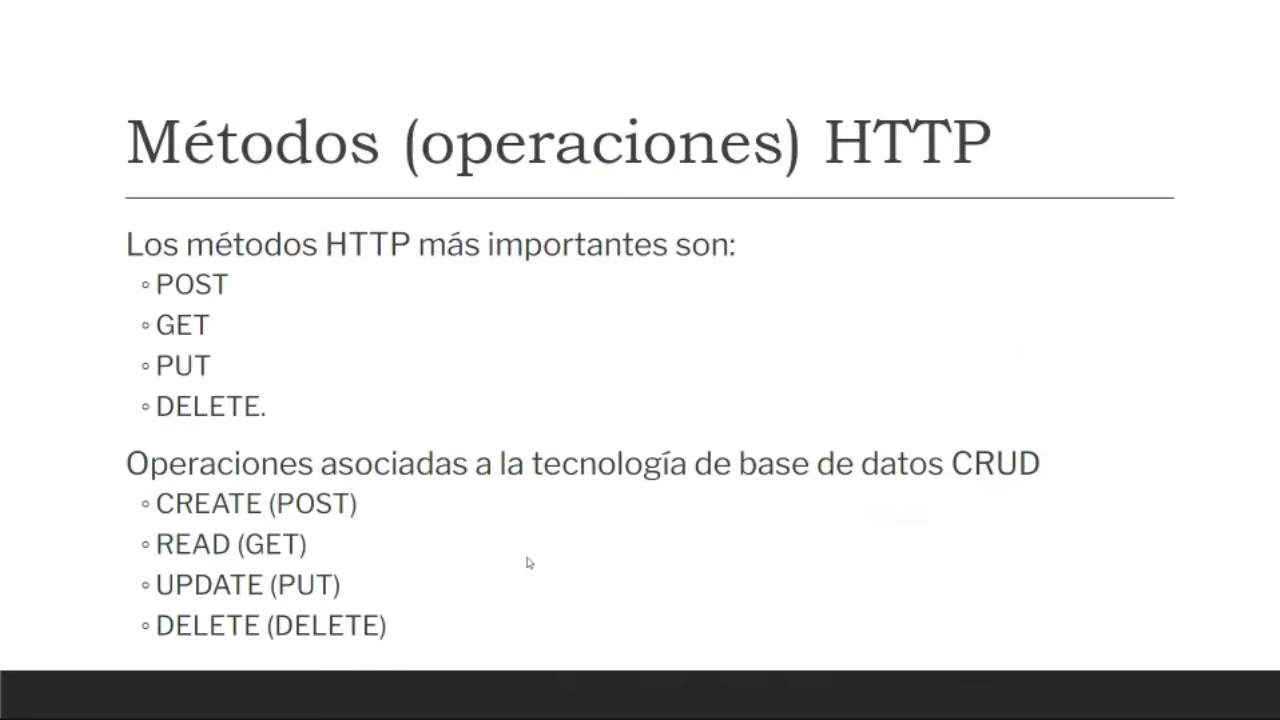 Métodos (operaciones) HTTP
Los métodos HTTP más importantes son:
◦ POST
◦ GET
◦ PUT
◦ DELETE.
Operaciones asociadas a la tecnología de base de datos CRUD
◦ CREATE (POST)
◦ READ (GET)
◦ UPDATE (PUT)
◦ DELETE (DELETE)